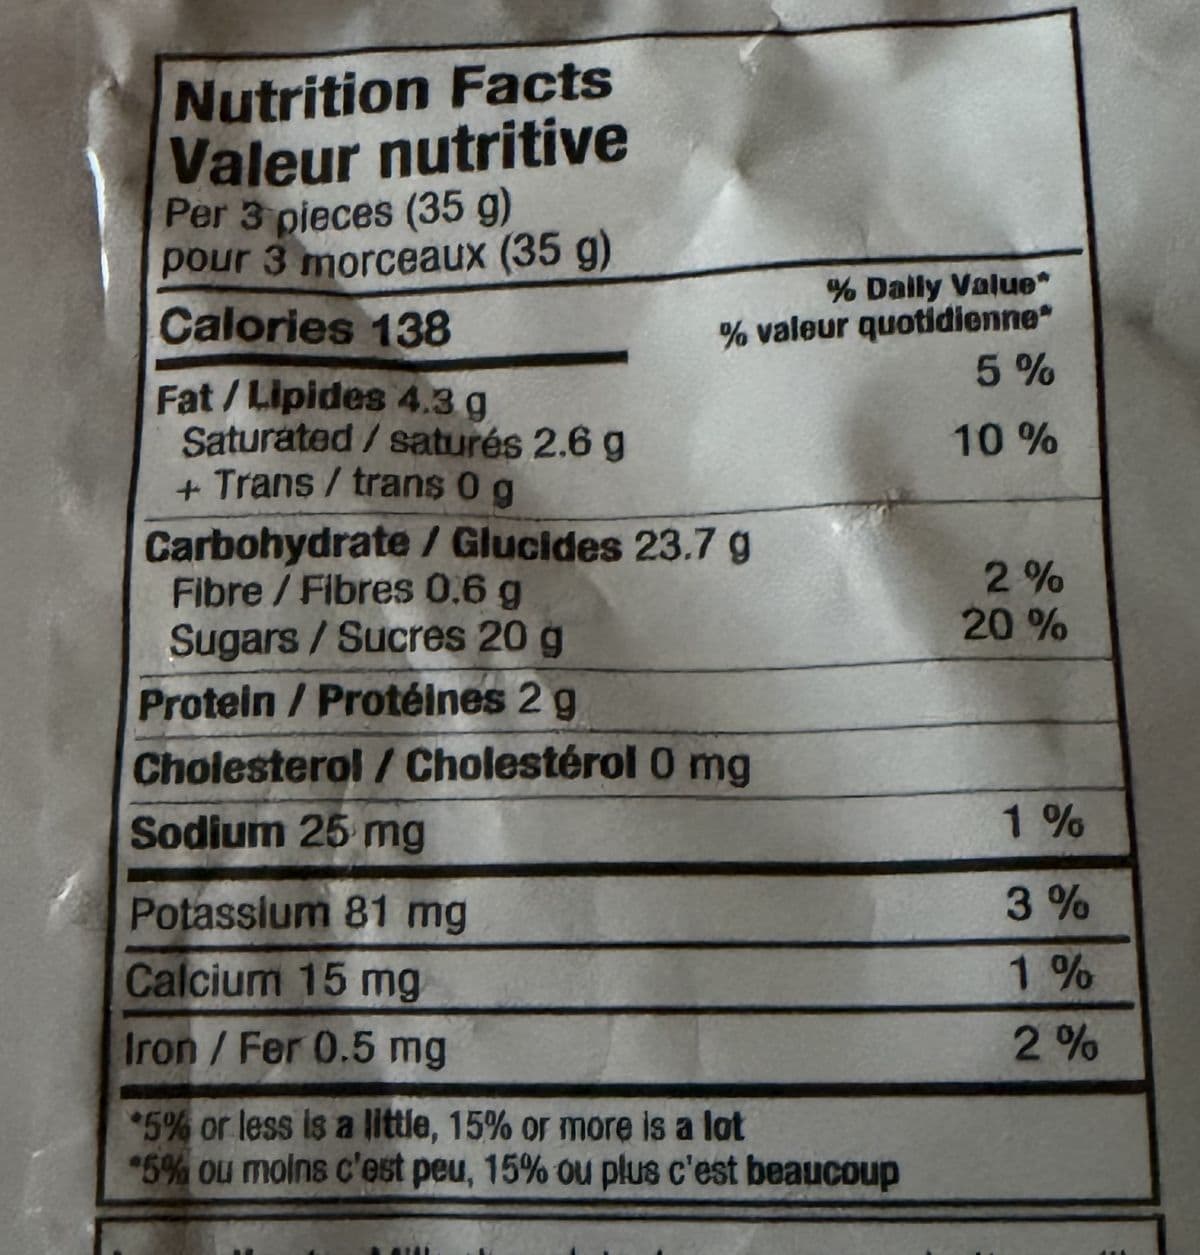 Nutrition Facts
Valeur nutritive
Per 3 pieces (35 g)
pour 3 morceaux (35 g)
Calories 138
% Daily Value*
% valeur quotidienne*
Fat / Lipides 4.3 g 5 %
Saturated / saturés 2.6 g 10 %
+ Trans / trans 0 g
Carbohydrate / Glucides 23.7 g
Fibre / Fibres 0.6 g 2 %
Sugars / Sucres 20 g 20 %
Protein / Protéines 2 g
Cholesterol / Cholestérol 0 mg
Sodium 25 mg 1 %
Potassium 81 mg 3 %
Calcium 15 mg 1 %
Iron / Fer 0.5 mg 2 %
*5% or less is a little, 15% or more is a lot
*5% ou moins c'est peu, 15% ou plus c'est beaucoup